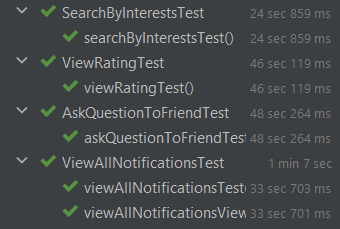 SearchByInterestsTest 24 sec 859 ms
searchByInterestsTest() 24 sec 859 ms
ViewRatingTest 46 sec 119 ms
viewRatingTest() 46 sec 119 ms
AskQuestionToFriendTest 48 sec 264 ms
askQuestionToFriendTest 48 sec 264 ms
ViewAllNotificationsTest 1 min 7 sec
viewAllNotificationsTest( 33 sec 703 ms
viewAllNotificationsView 33 sec 701 ms